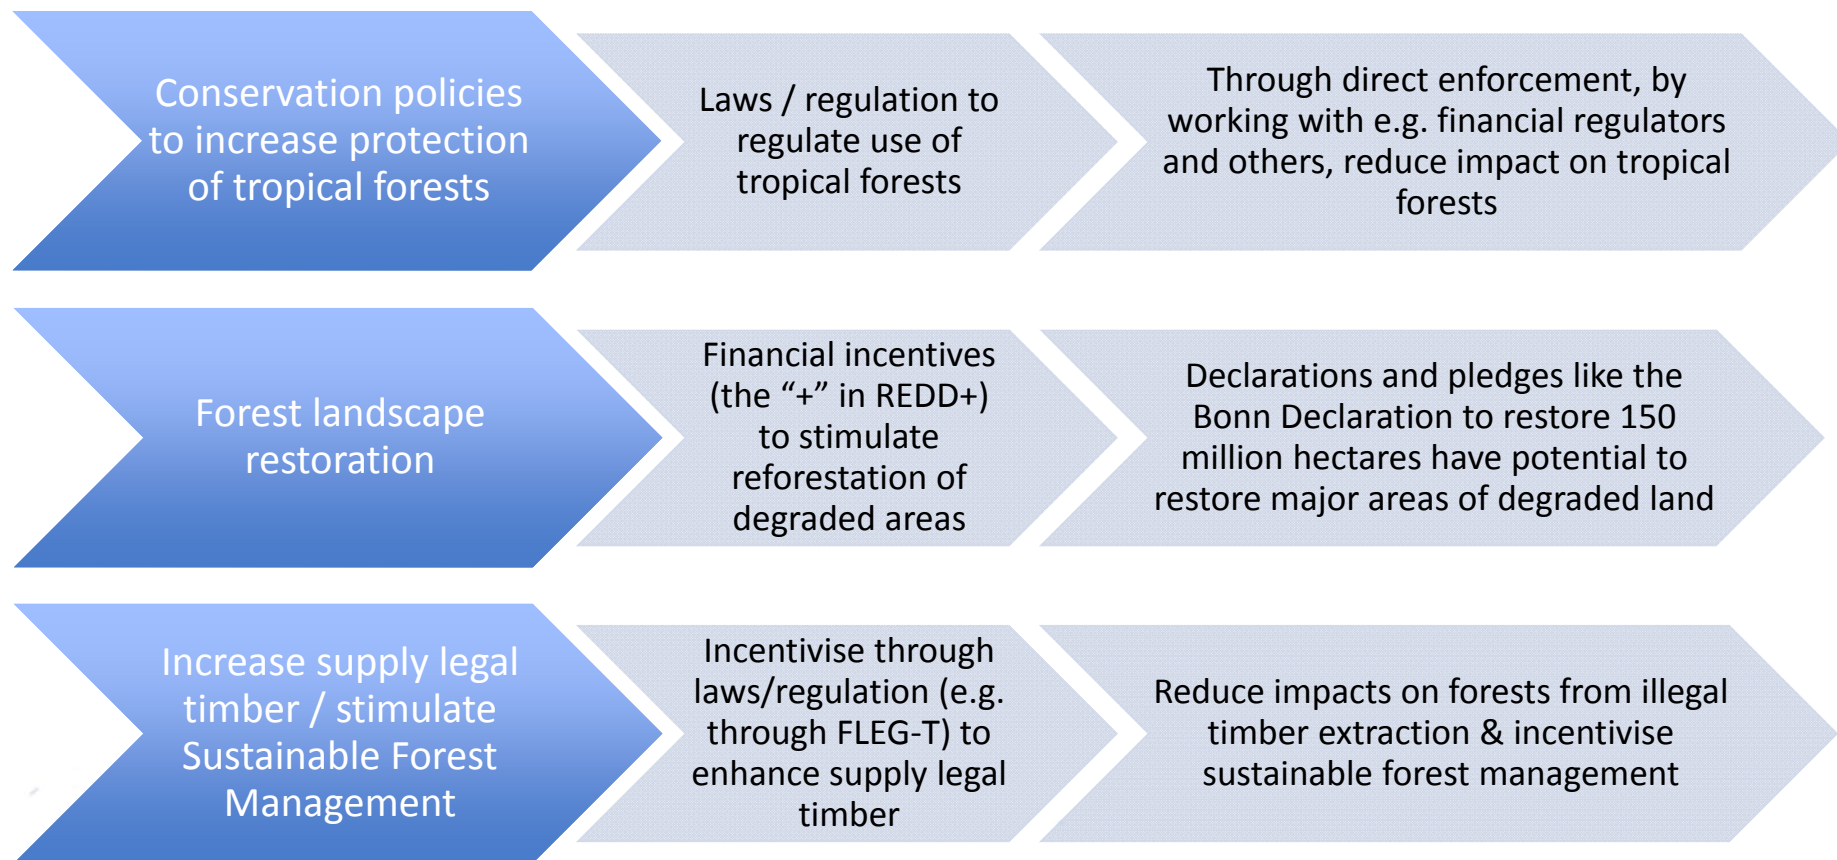 Conservation policies
to increase protection
of tropical forests
Laws / regulation to
regulate use of
tropical forests
Through direct enforcement, by
working with e.g. financial regulators
and others, reduce impact on tropical
forests
Forest landscape
restoration
Financial incentives
(the “+” in REDD+)
to stimulate
reforestation of
degraded areas
Declarations and pledges like the
Bonn Declaration to restore 150
million hectares have potential to
restore major areas of degraded land
Increase supply legal
timber / stimulate
Sustainable Forest
Management
Incentivise through
laws/regulation (e.g.
through FLEG-T) to
enhance supply legal
timber
Reduce impacts on forests from illegal
timber extraction & incentivise
sustainable forest management